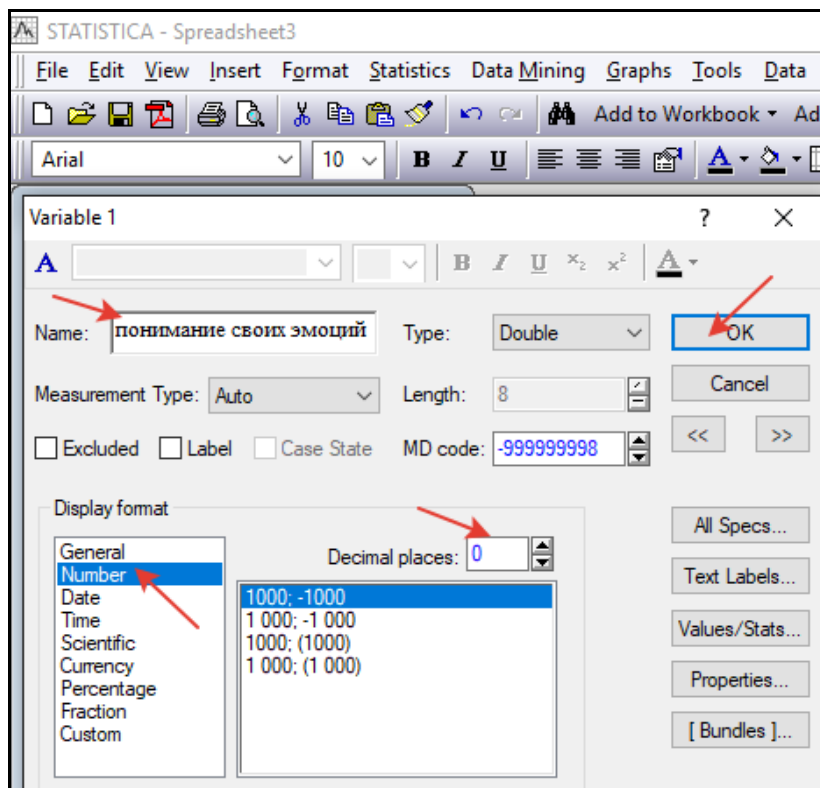 STATISTICA - Spreadsheet3
File Edit View Insert Format Statistics Data Mining Graphs Tools Data
Add to Workbook Ad
Arial 10 B I U A
Variable 1 ?
A B I U x₂ x² A
Name: понимание своих эмоций Type: Double OK
Measurement Type: Auto Length: 8 Cancel
Excluded Label Case State MD code: -999999998 << >>
Display format
All Specs...
General
Decimal places: 0
Number
Text Labels...
1000; -1000
Date
1 000; -1 000
Time
Values/Stats...
1000; (1000)
Scientific
1 000; (1 000)
Currency
Properties...
Percentage
Fraction
[ Bundles ]...
Custom